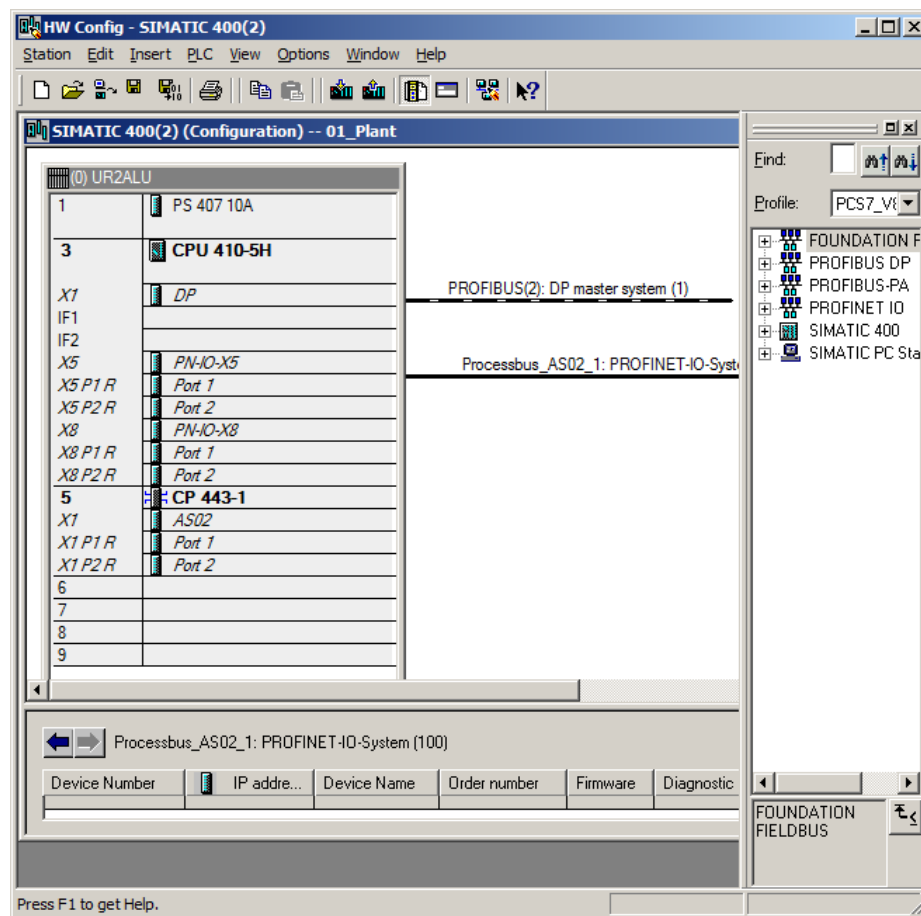 HW Config - SIMATIC 400(2)
Station Edit Insert PLC View Options Window Help
SIMATIC 400(2) (Configuration) -- 01_Plant
(0) UR2ALU
1 PS 407 10A
3 CPU 410-5H
X1 DP
IF1
IF2
X5 PN-IO-X5
X5 P1 R Port 1
X5 P2 R Port 2
X8 PN-IO-X8
X8 P1 R Port 1
X8 P2 R Port 2
5 CP 443-1
X1 AS02
X1 P1 R Port 1
X1 P2 R Port 2
6
7
8
9
PROFIBUS(2): DP master system (1)
Processbus_AS02_1: PROFINET-IO-Syst
Find:
Profile: PCS7_V8
FOUNDATION F
PROFIBUS DP
PROFIBUS-PA
PROFINET IO
SIMATIC 400
SIMATIC PC Sta
Processbus_AS02_1: PROFINET-IO-System (100)
Device Number IP addre... Device Name Order number Firmware Diagnostic
FOUNDATION
FIELDBUS
Press F1 to get Help.